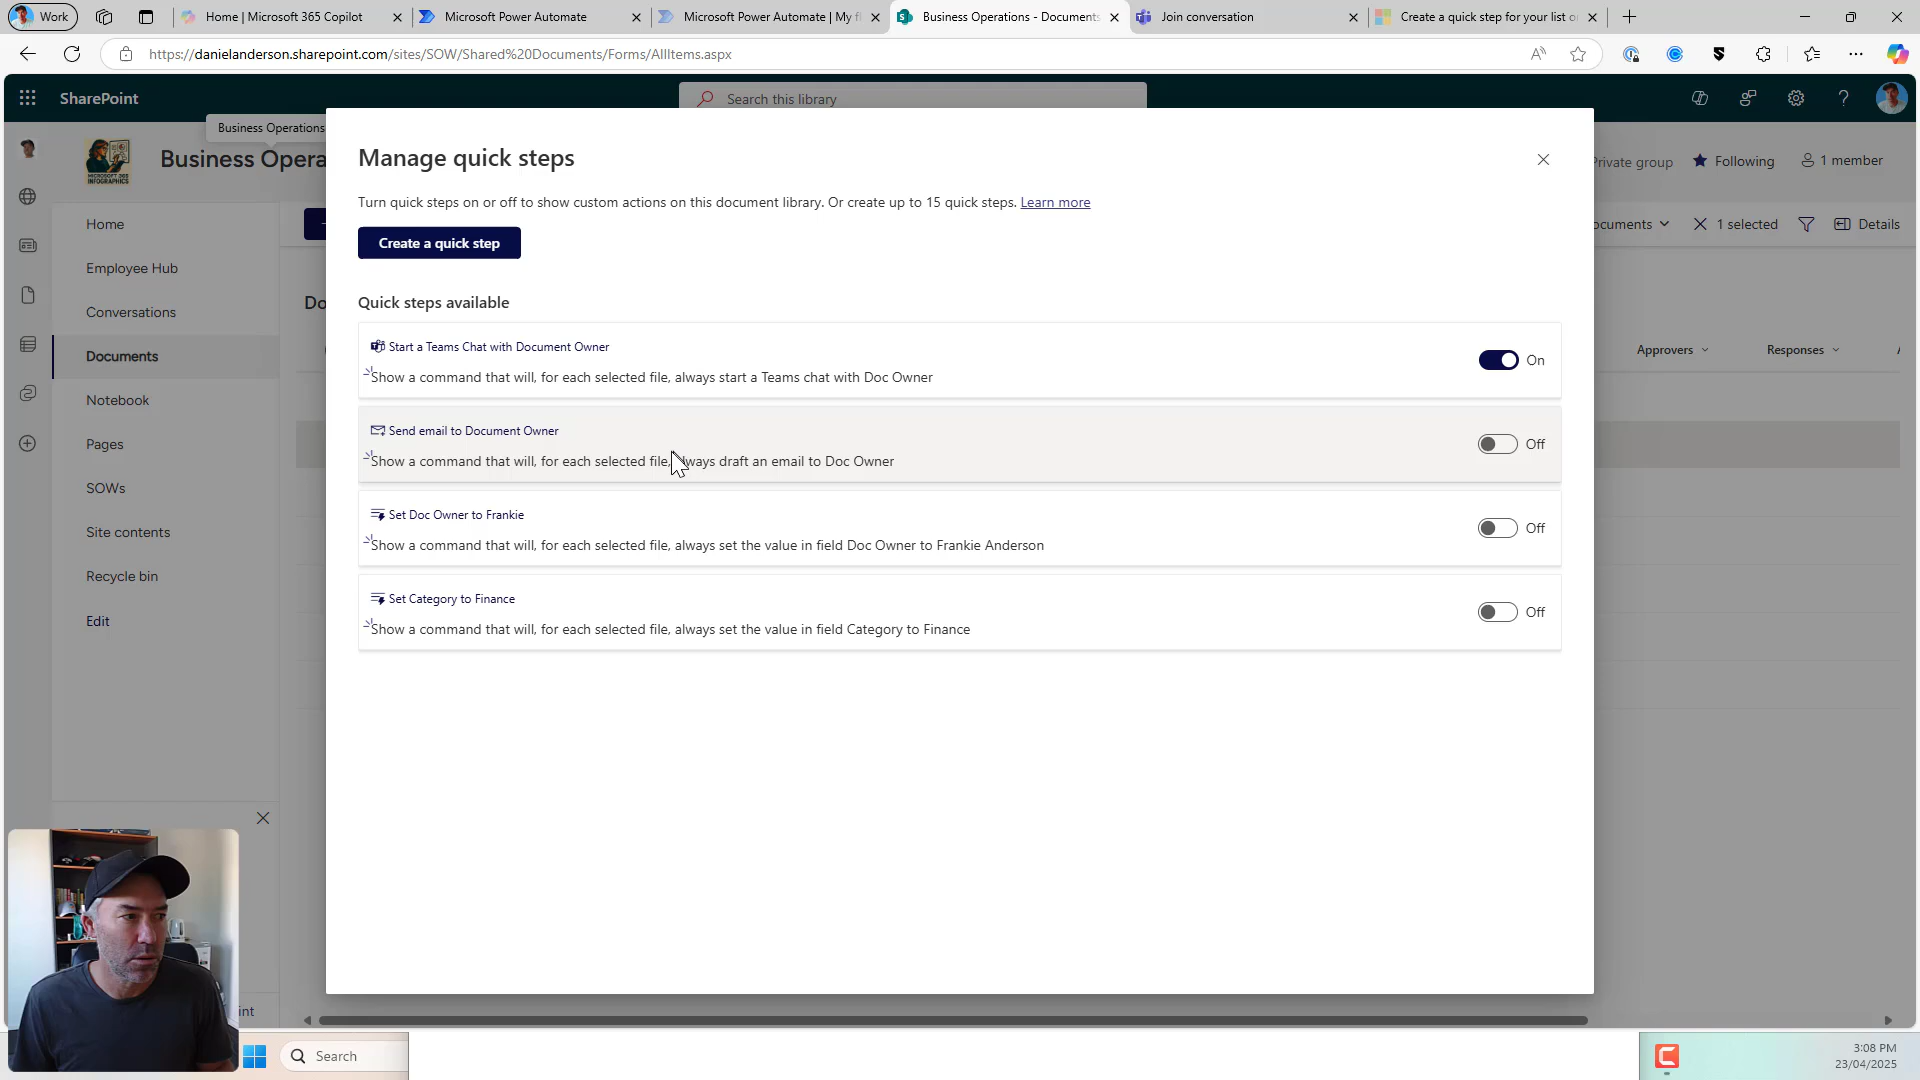 Work
Home | Microsoft 365 Copilot
Microsoft Power Automate
Microsoft Power Automate | My f
Business Operations - Documents
Join conversation
Create a quick step for your list o
https://danielanderson.sharepoint.com/sites/SOW/Shared%20Documents/Forms/AllItems.aspx
SharePoint
Search this library
Business Operations
Business Opera
Private group
Following
1 member
Manage quick steps
Turn quick steps on or off to show custom actions on this document library. Or create up to 15 quick steps. Learn more
Create a quick step
ocuments
1 selected
Details
Home
Employee Hub
Conversations
Documents
Notebook
Pages
SOWs
Site contents
Recycle bin
Edit
Do
Quick steps available
Start a Teams Chat with Document Owner
Show a command that will, for each selected file, always start a Teams chat with Doc Owner
On
Send email to Document Owner
Show a command that will, for each selected file, always draft an email to Doc Owner
Off
Set Doc Owner to Frankie
Show a command that will, for each selected file, always set the value in field Doc Owner to Frankie Anderson
Off
Set Category to Finance
Show a command that will, for each selected file, always set the value in field Category to Finance
Off
Approvers
Responses
int
Search
3:08 PM
23/04/2025